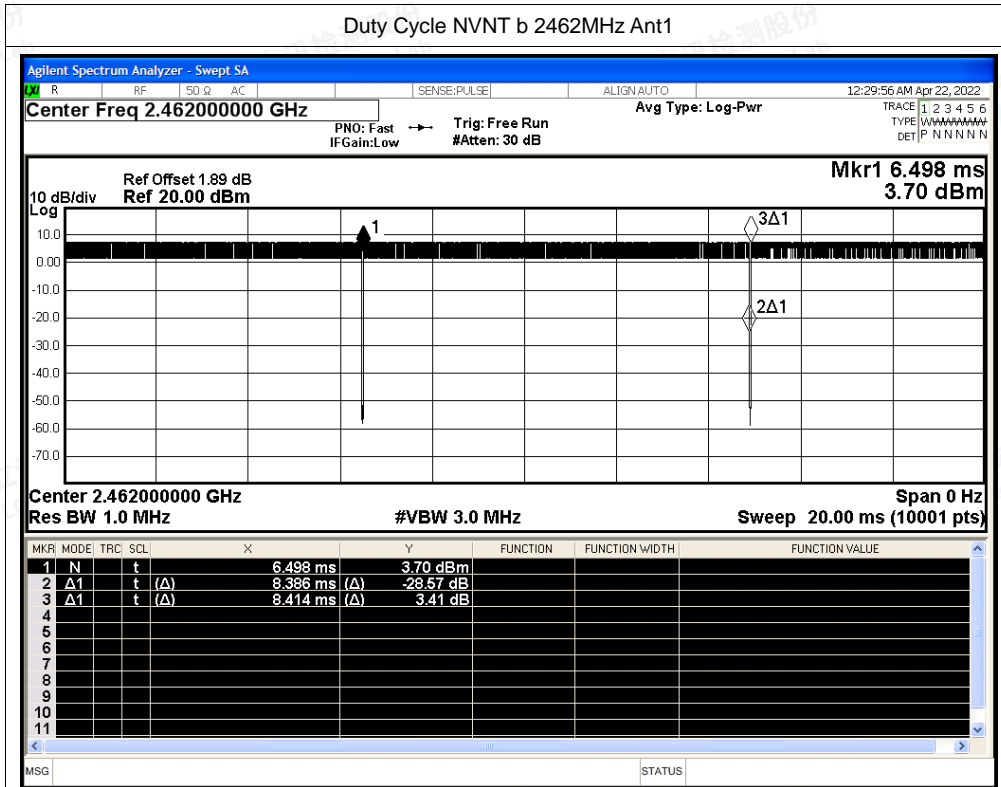 Duty Cycle NVNT b 2462MHz Ant1
Agilent Spectrum Analyzer - Swept SA
LXI R RF 50 Ω AC SENSE:PULSE ALIGN AUTO 12:29:56 AM Apr 22, 2022
Center Freq 2.462000000 GHz Avg Type: Log-Pwr TRACE 1 2 3 4 5 6
PNO: Fast Trig: Free Run TYPE WWWWWW
IFGain:Low #Atten: 30 dB DET P N N N N N
Mkr1 6.498 ms
Ref Offset 1.89 dB
10 dB/div Ref 20.00 dBm 3.70 dBm
Log
3Δ1
1
10.0
0.00
-10.0
2Δ1
-20.0
-30.0
-40.0
-50.0
-60.0
-70.0
Center 2.462000000 GHz Span 0 Hz
Res BW 1.0 MHz #VBW 3.0 MHz Sweep 20.00 ms (10001 pts)
MKR MODE TRC SCL X Y FUNCTION FUNCTION WIDTH FUNCTION VALUE
1 N t 6.498 ms 3.70 dBm
2 Δ1 t (Δ) 8.386 ms (Δ) -28.57 dB
3 Δ1 t (Δ) 8.414 ms (Δ) 3.41 dB
4
5
6
7
8
9
10
11
MSG STATUS